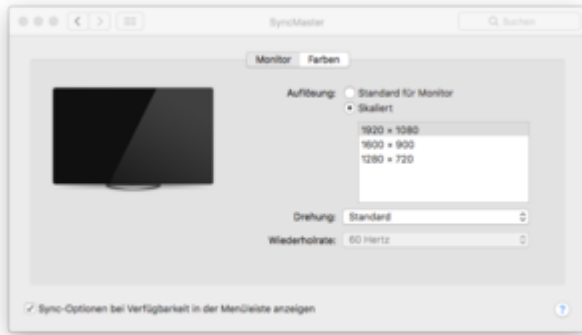 SyncMaster
Suchen
Monitor Farben
Auflösung: Standard für Monitor
Skaliert
1920 × 1080
1600 × 900
1280 × 720
Drehung: Standard
Wiederholrate: 60 Hertz
Sync-Optionen bei Verfügbarkeit in der Menüleiste anzeigen ?